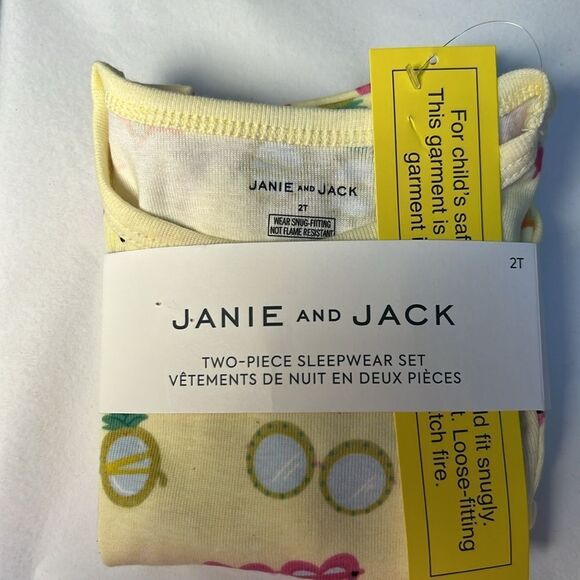 JANIE AND JACK
2T
WEAR SNUG-FITTING
NOT FLAME RESISTANT
For child's saf
This garment is
garment i
2T
JANIE AND JACK
TWO-PIECE SLEEPWEAR SET
VÊTEMENTS DE NUIT EN DEUX PIÈCES
ld fit snugly.
t. Loose-fitting
tch fire.